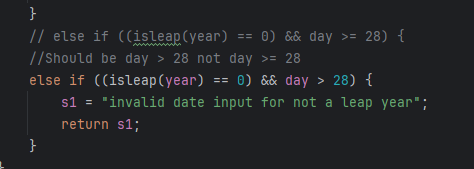 }
// else if ((isleap(year) == 0) && day >= 28) {
//Should be day > 28 not day >= 28
else if ((isleap(year) == 0) && day > 28) {
s1 = "invalid date input for not a leap year";
return s1;
}
}